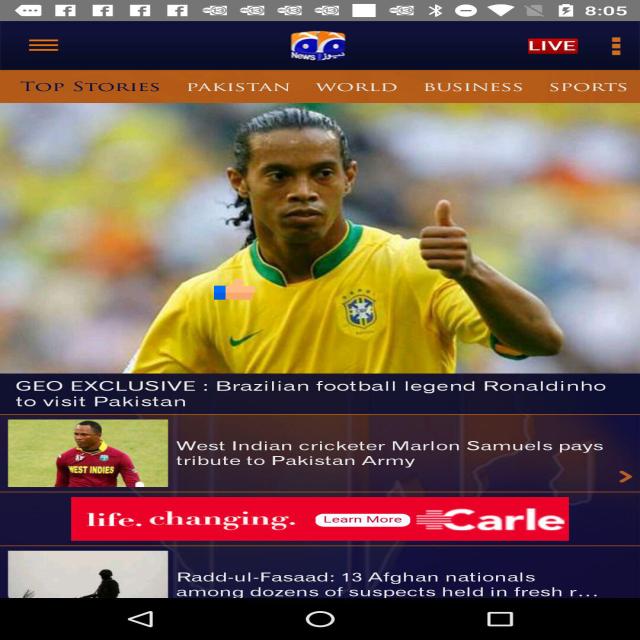 8:05
News جیو نیوز
LIVE
TOP STORIES PAKISTAN WORLD BUSINESS SPORTS
GEO EXCLUSIVE : Brazilian football legend Ronaldinho
to visit Pakistan
WEST INDIES
West Indian cricketer Marlon Samuels pays
tribute to Pakistan Army
life. changing. Learn More Carle
Radd-ul-Fasaad: 13 Afghan nationals
among dozens of suspects held in fresh r...